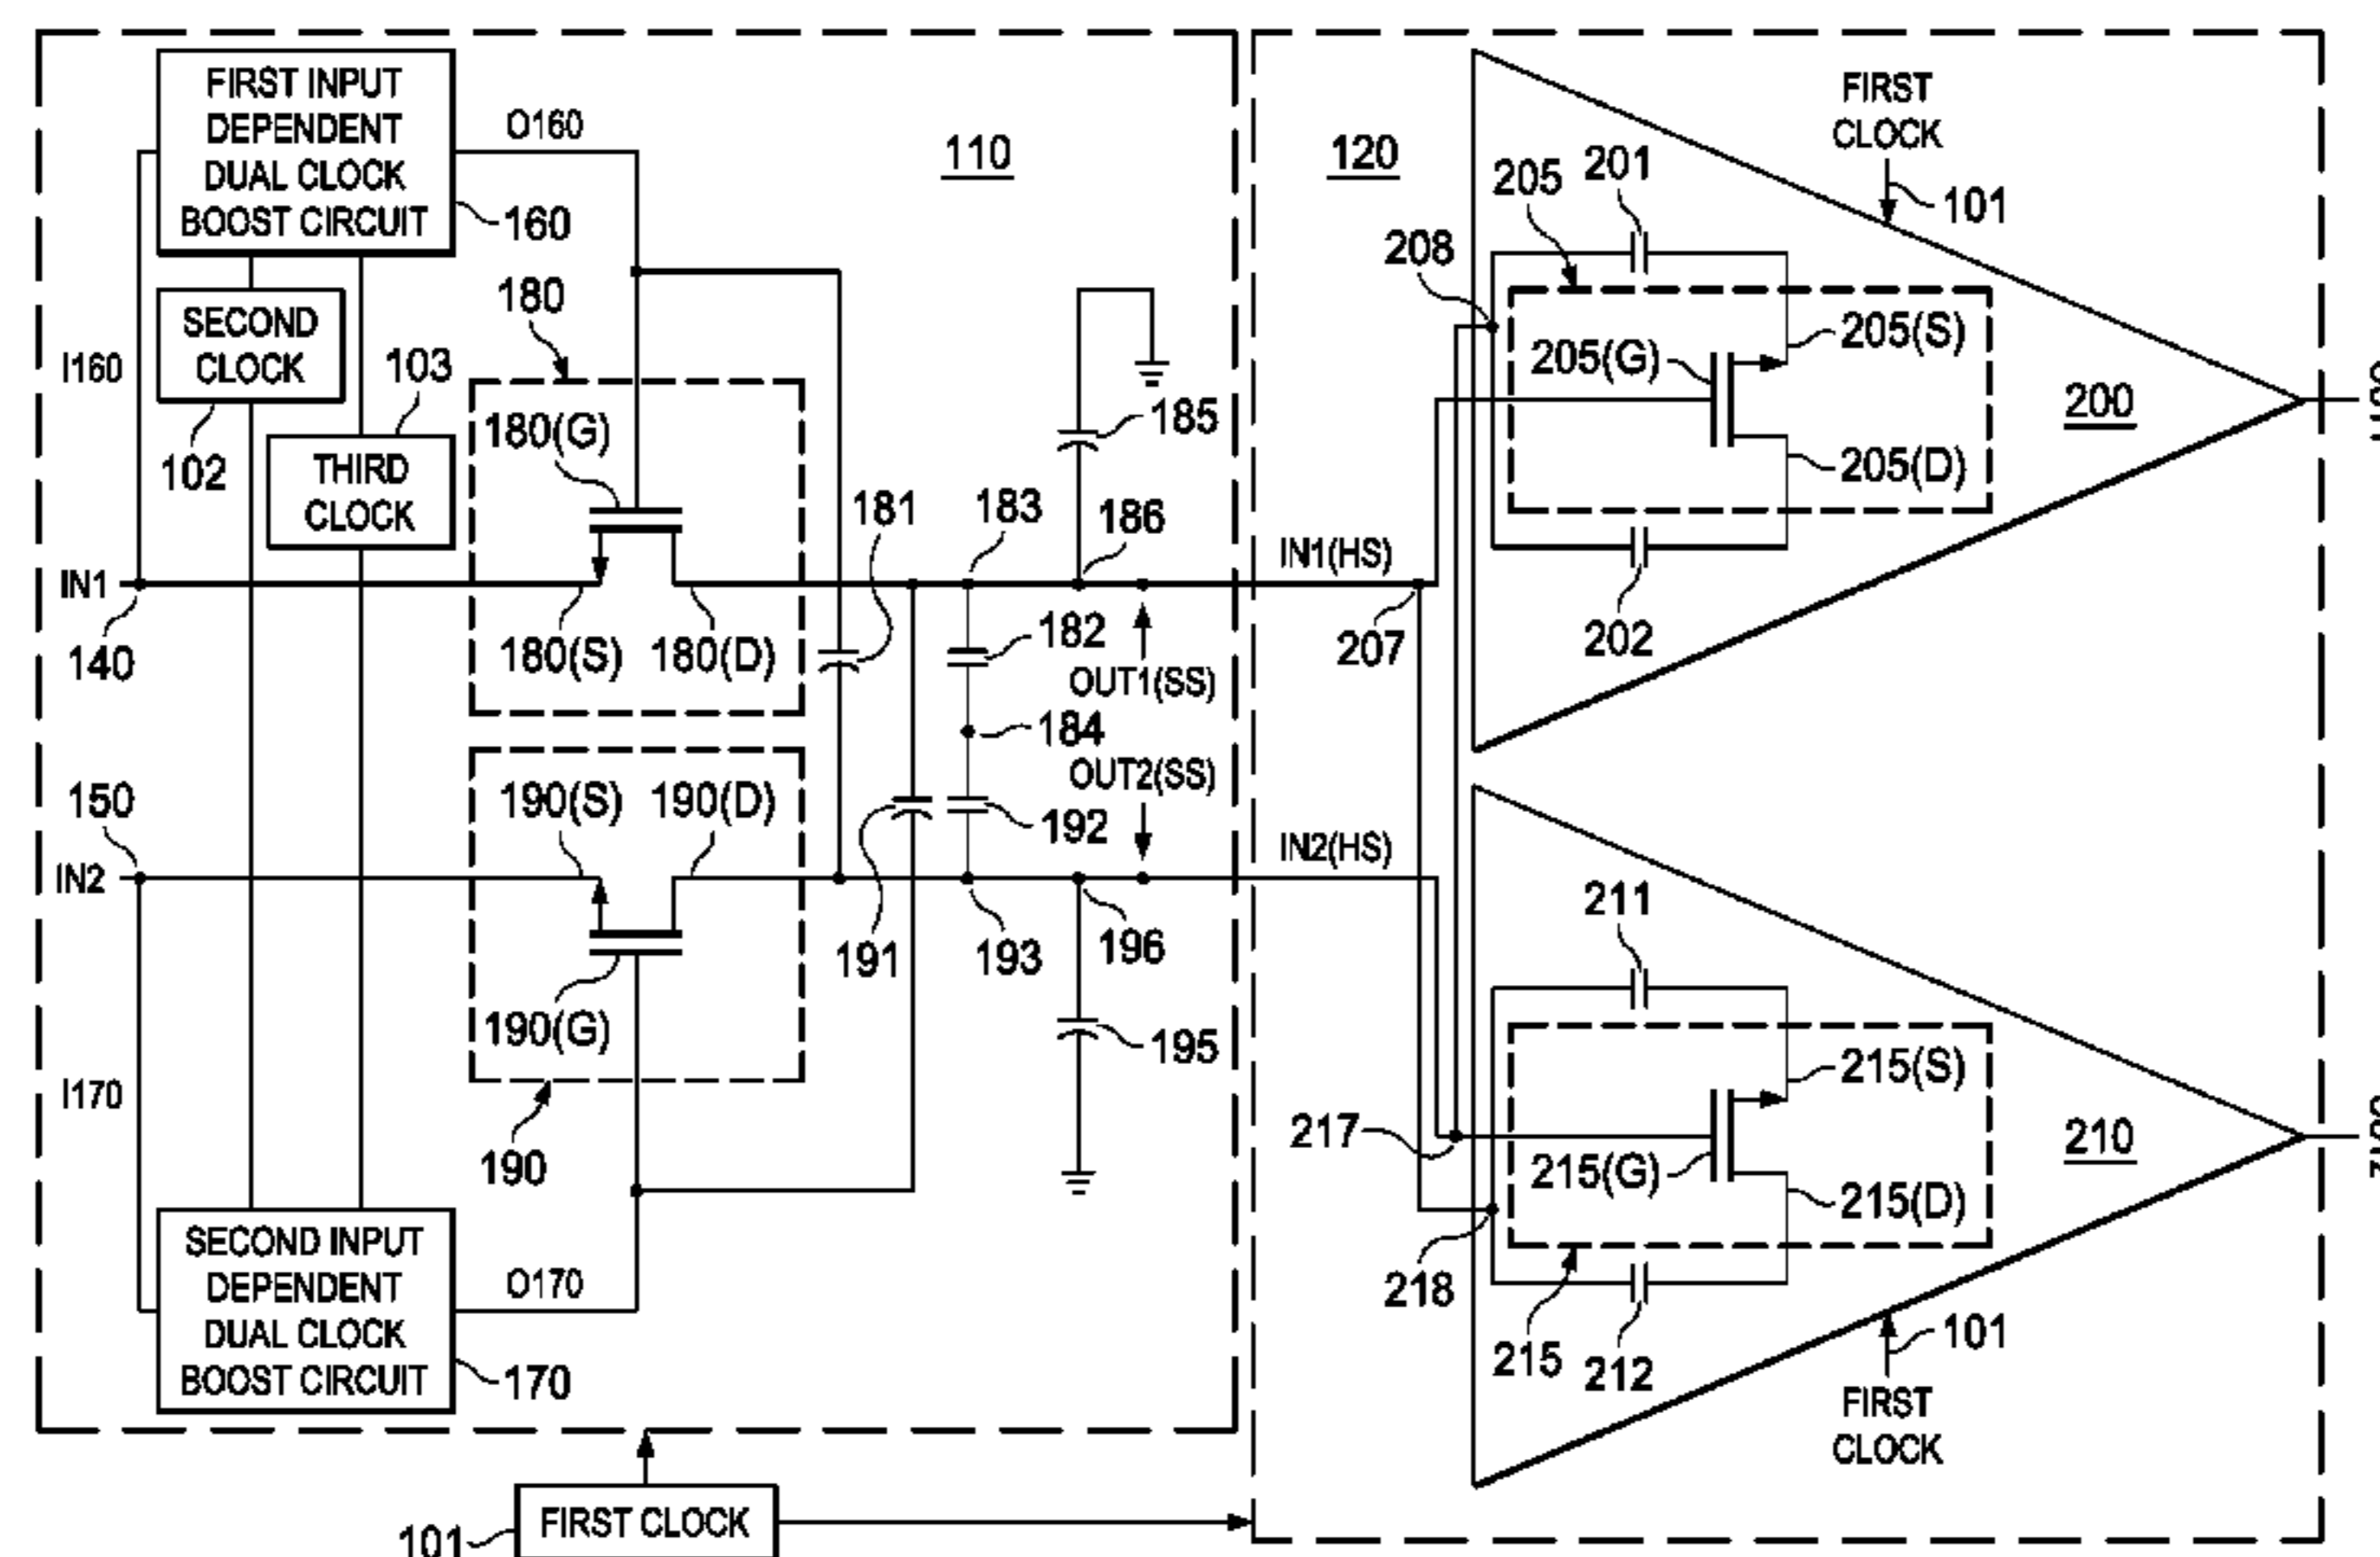 FIRST INPUT
DEPENDENT
DUAL CLOCK
BOOST CIRCUIT
160
O160
110
I160
SECOND
CLOCK
102
103
THIRD
CLOCK
180
180(G)
180(S)
180(D)
IN1
140
181
183
186
185
182
OUT1(SS)
184
OUT2(SS)
192
150
IN2
190(S)
190(D)
190(G)
190
191
193
196
195
I170
SECOND INPUT
DEPENDENT
DUAL CLOCK
BOOST CIRCUIT
170
O170
101
FIRST CLOCK
120
FIRST
CLOCK
101
205
201
208
205(G)
205(S)
205(D)
200
202
IN1(HS)
207
IN2(HS)
211
217
215(G)
215(S)
215(D)
210
218
215
212
101
FIRST
CLOCK